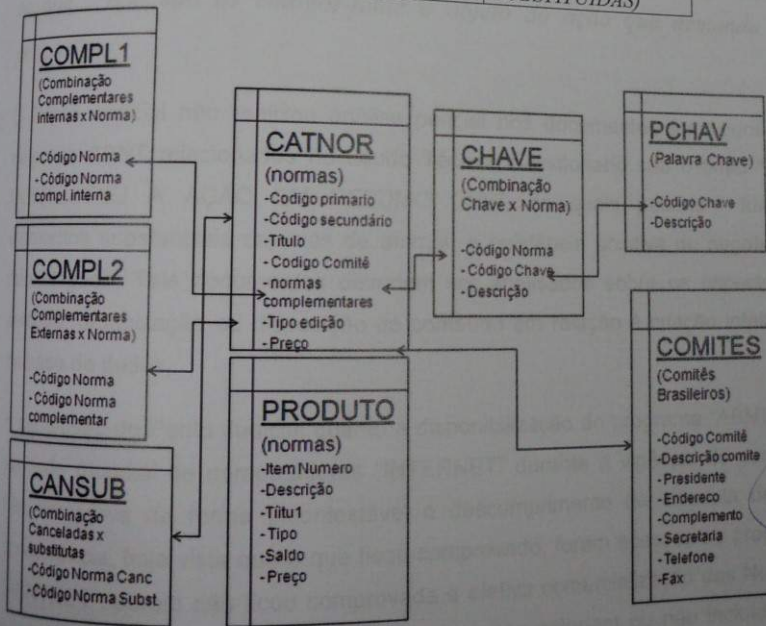 COMPL1
(Combinação
Complementares
internas x Norma)
-Código Norma
-Código Norma
compl. interna
COMPL2
(Combinação
Complementares
Externas x Norma)
-Código Norma
-Código Norma
complementar
CANSUB
(Combinação
Canceladas x
substitutas)
-Código Norma Canc
-Código Norma Subst
CATNOR
(normas)
-Codigo primario
-Código secundário
-Título
-Codigo Comitê
-normas
complementares
-Tipo edição
-Preço
PRODUTO
(normas)
-Item Numero
-Descrição
-Tíitu1
-Tipo
-Saldo
-Preço
CHAVE
(Combinação
Chave x Norma)
-Código Norma
-Código Chave
-Descrição
PCHAV
(Palavra Chave)
-Código Chave
-Descrição
COMITES
(Comitês
Brasileiros)
-Código Comitê
-Descrição comite
-Presidente
-Endereco
-Complemento
-Secretaria
-Telefone
-Fax